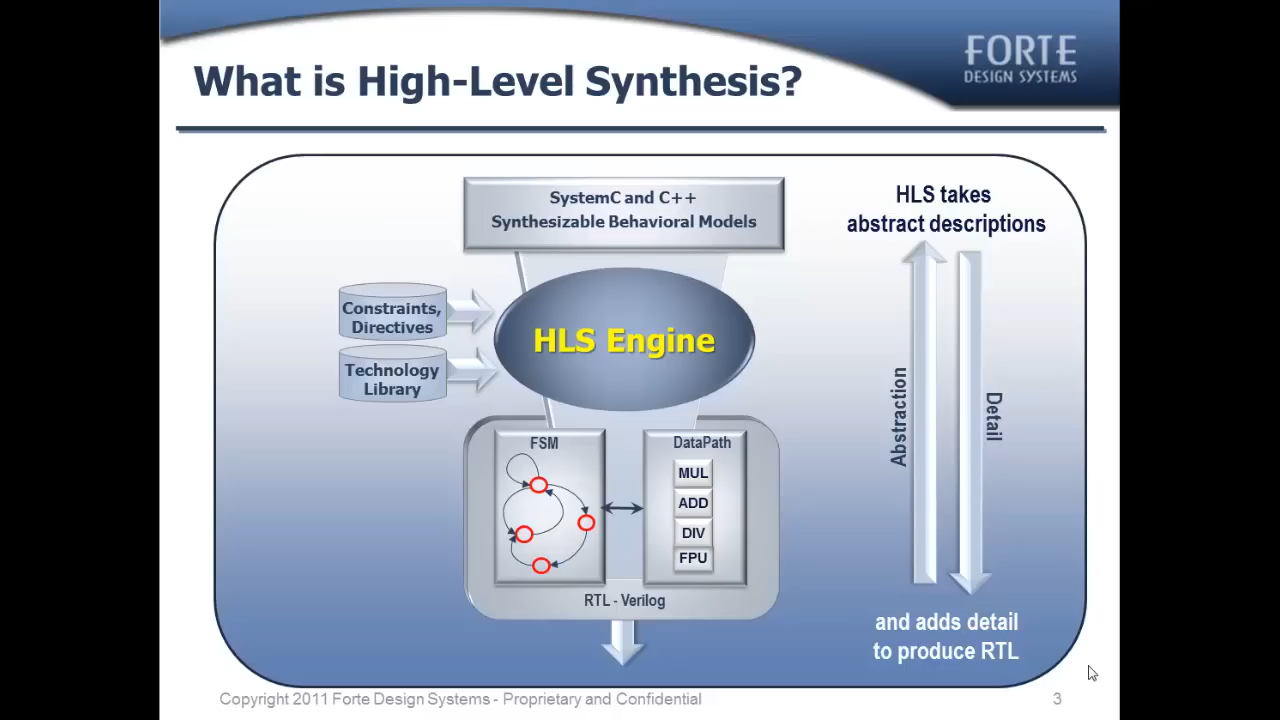 FORTE
DESIGN SYSTEMS
What is High-Level Synthesis?
SystemC and C++
Synthesizable Behavioral Models
HLS takes
abstract descriptions
Constraints,
Directives
Technology
Library
HLS Engine
Abstraction
Detail
FSM
DataPath
MUL
ADD
DIV
FPU
RTL - Verilog
and adds detail
to produce RTL
Copyright 2011 Forte Design Systems - Proprietary and Confidential
3